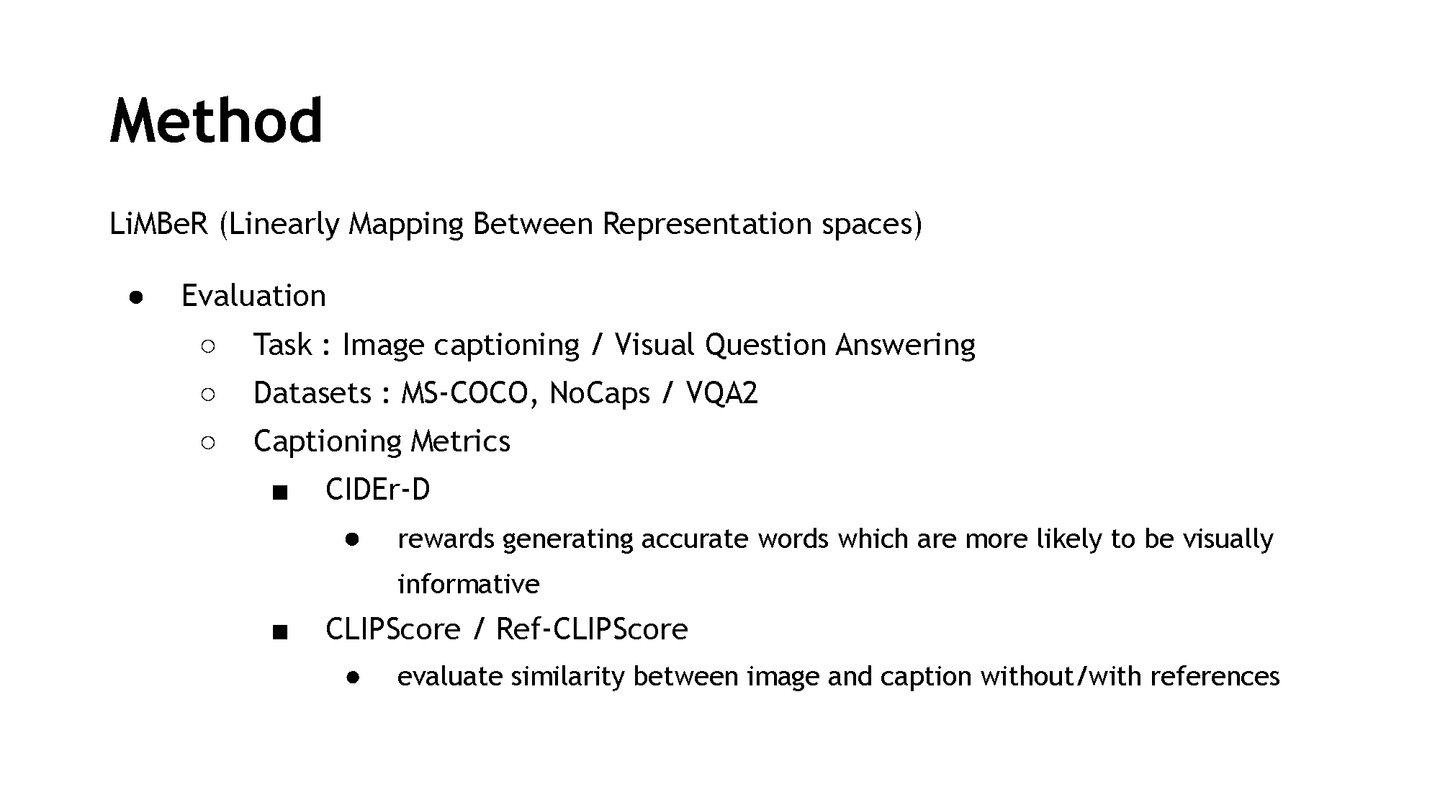 Method
LiMBeR (Linearly Mapping Between Representation spaces)
● Evaluation
○ Task : Image captioning / Visual Question Answering
○ Datasets : MS-COCO, NoCaps / VQA2
○ Captioning Metrics
■ CIDEr-D
● rewards generating accurate words which are more likely to be visually
informative
■ CLIPScore / Ref-CLIPScore
● evaluate similarity between image and caption without/with references